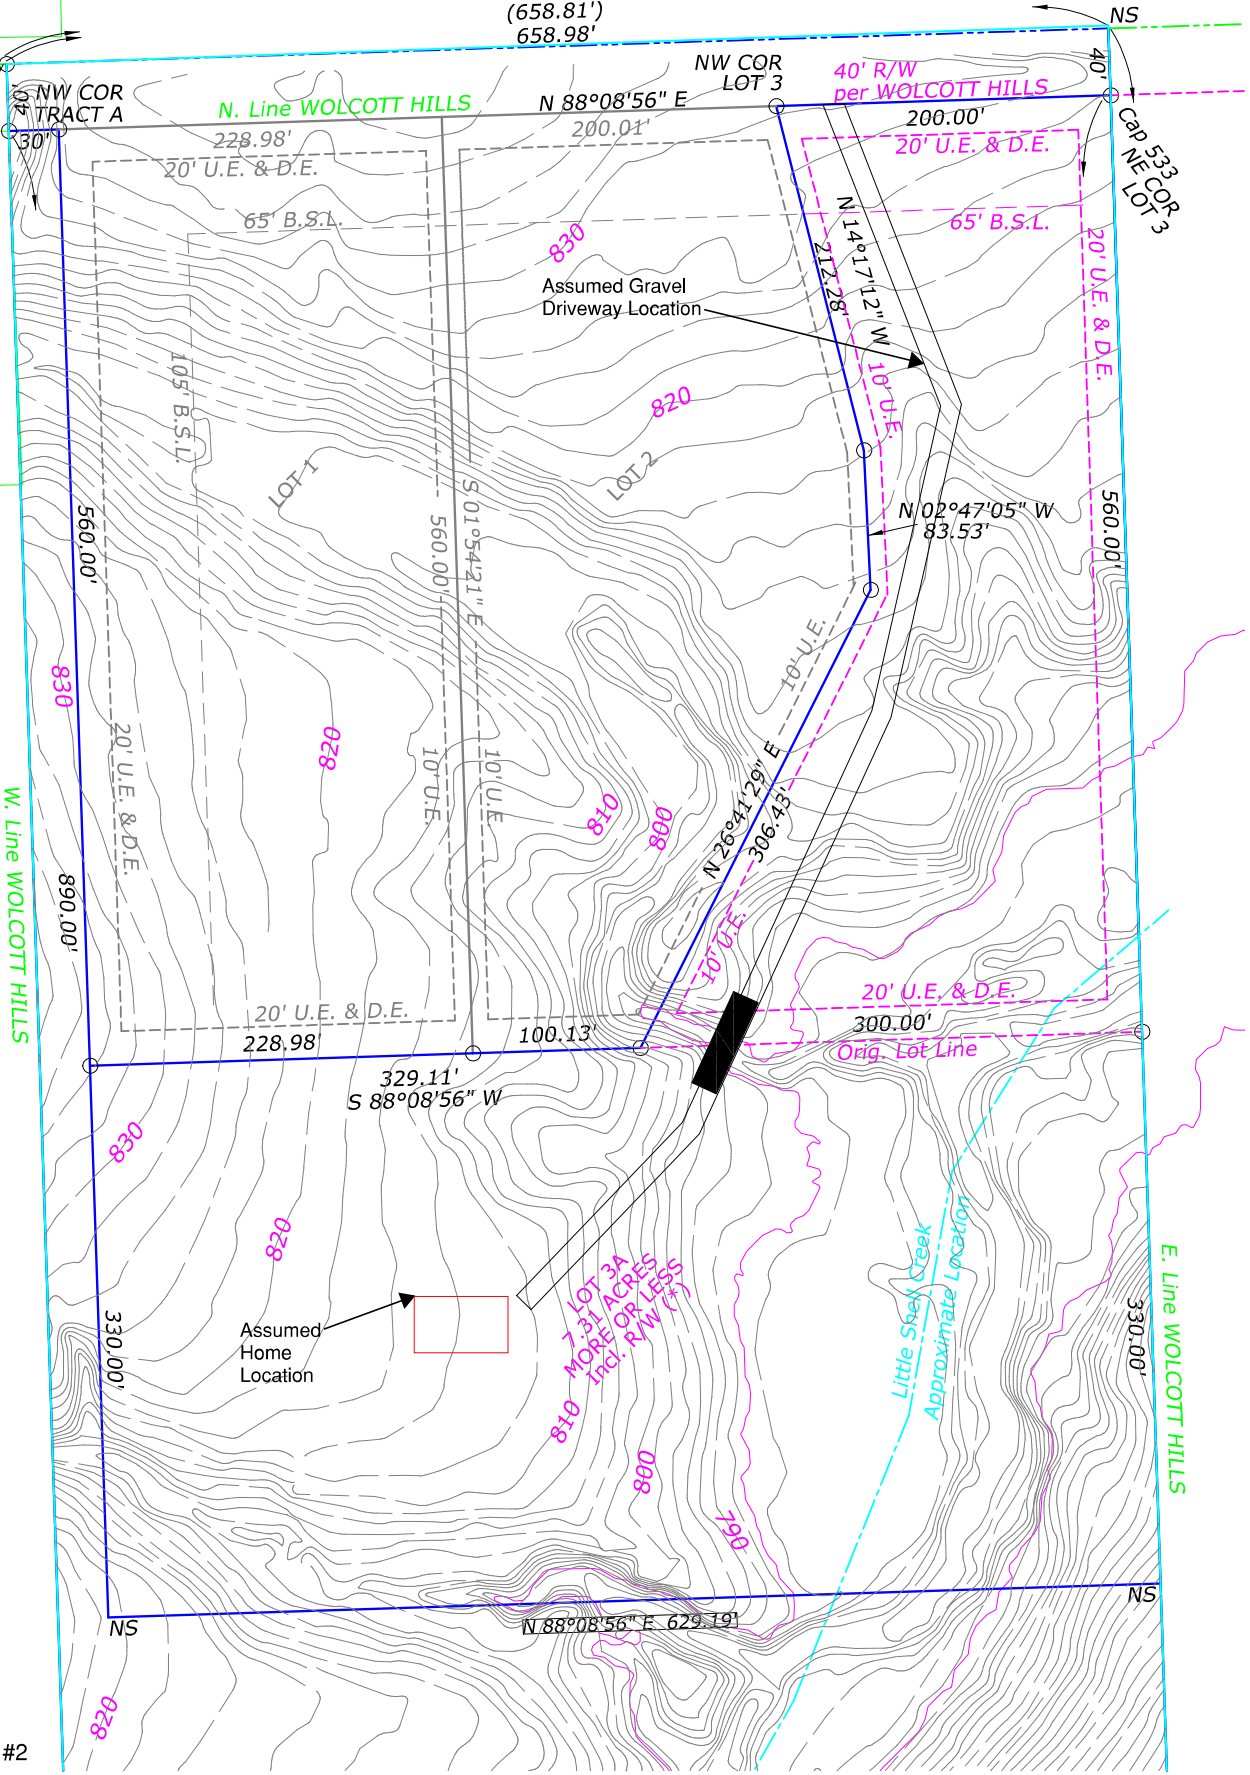 (658.81')
658.98'
NS
40'
NW COR
TRACT A
30'
N. Line WOLCOTT HILLS
N 88°08'56" E
NW COR
LOT 3
40' R/W
per WOLCOTT HILLS
40'
200.00'
Cap 533
NE COR
LOT 3
228.98'
200.01'
20' U.E. & D.E.
20' U.E. & D.E.
65' B.S.L.
65' B.S.L.
830
N 14°17'12" W
212.28'
20' U.E. & D.E.
Assumed Gravel
Driveway Location
105' B.S.L.
820
10' U.E.
LOT 1
LOT 2
560.00'
560.00'
S 01°54'21" E
N 02°47'05" W
83.53'
560.00'
830
820
20' U.E. & D.E.
10' U.E.
10' U.E.
10' U.E.
810
800
N 26°41'29" E
306.43'
W. Line WOLCOTT HILLS
890.00'
10' U.E.
20' U.E. & D.E.
20' U.E. & D.E.
300.00'
Orig. Lot Line
228.98'
100.13'
329.11'
S 88°08'56" W
830
820
LOT 3A
7.31 ACRES
MORE OR LESS
Incl. R/W (*)
Little Shell Creek
Approximate Location
E. Line WOLCOTT HILLS
Assumed
Home
Location
330.00'
330.00'
810
800
790
NS
N 88°08'56" E 629.19'
NS
820
#2